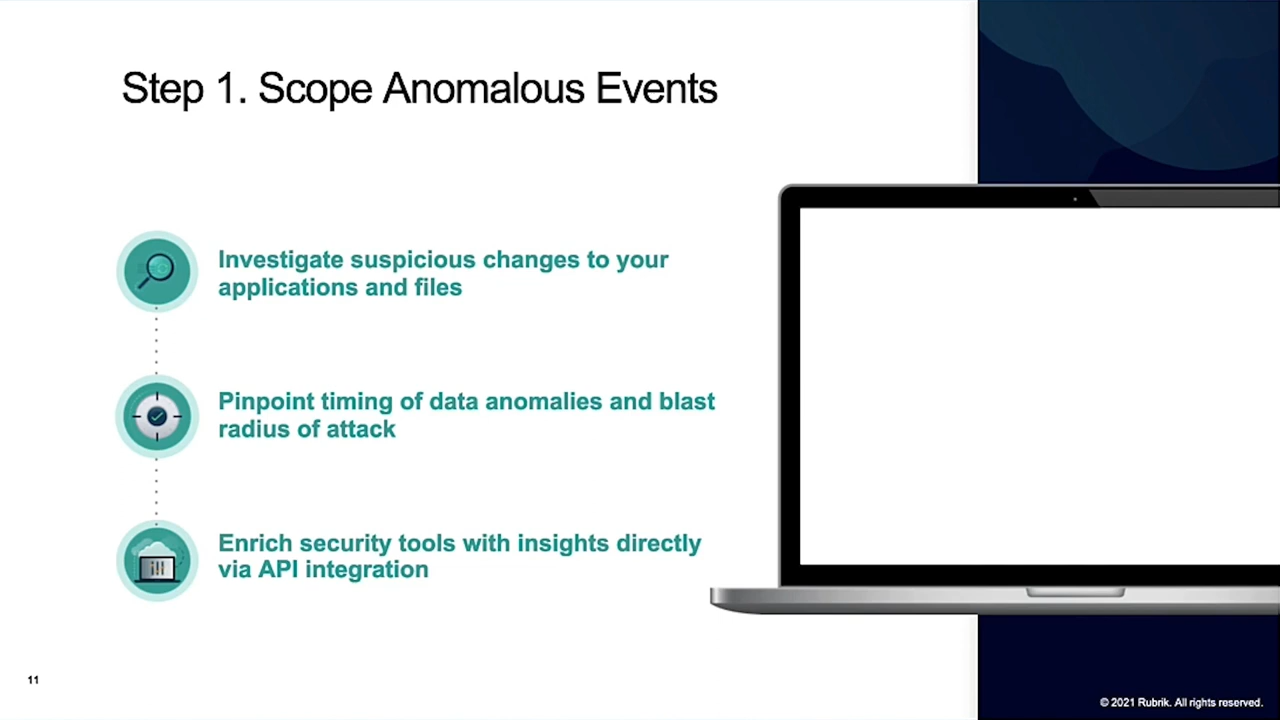 Step 1. Scope Anomalous Events
Investigate suspicious changes to your
applications and files
Pinpoint timing of data anomalies and blast
radius of attack
Enrich security tools with insights directly
via API integration
11
© 2021 Rubrik. All rights reserved.